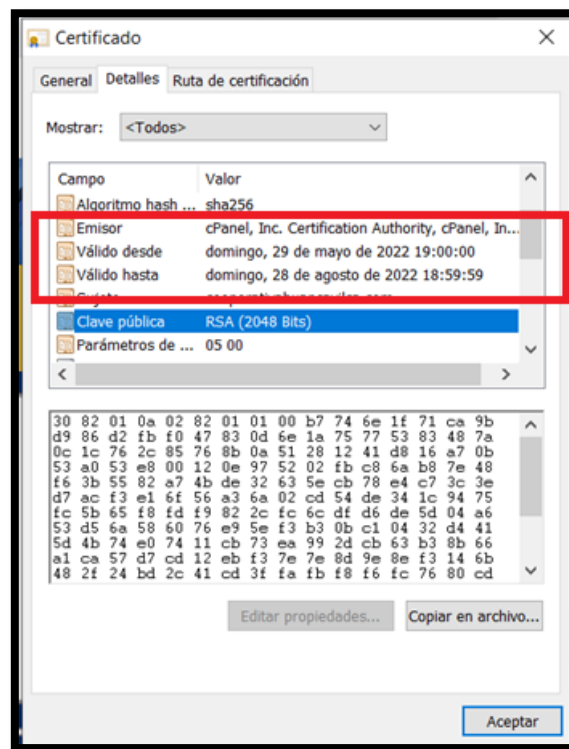 Certificado
General Detalles Ruta de certificación
Mostrar: <Todos>
Campo Valor
Algoritmo hash ... sha256
Emisor cPanel, Inc. Certification Authority, cPanel, In...
Válido desde domingo, 29 de mayo de 2022 19:00:00
Válido hasta domingo, 28 de agosto de 2022 18:59:59
Clave pública RSA (2048 Bits)
Parámetros de ... 05 00
30 82 01 0a 02 82 01 01 00 b7 74 6e 1f 71 ca 9b
d9 86 d2 fb f0 47 83 0d 6e 1a 75 77 53 83 48 7a
0c 1c 76 2c 85 76 8b 0a 51 28 12 41 d8 16 a7 0b
53 a0 53 e8 00 12 0e 97 52 02 fb c8 6a b8 7e 48
f6 3b 55 82 a7 4b de 32 63 5e cb 78 e4 c7 3c 3e
d7 ac f3 e1 6f 56 a3 6a 02 cd 54 de 34 1c 94 75
fc 5b 65 f8 fd f9 82 2c fc 6c df d6 de 5d 04 a6
53 d5 6a 58 60 76 e9 5e f3 b3 0b c1 04 32 d4 41
5d 4b 74 e0 74 11 cb 73 ea 99 2d cb 63 b3 8b 66
a1 ca 57 d7 cd 12 eb f3 7e 7e 8d 9e 8e f3 14 6b
48 2f 24 bd 2c 41 cd 3f fa fb f8 f6 fc 76 80 cd
Editar propiedades... Copiar en archivo...
Aceptar